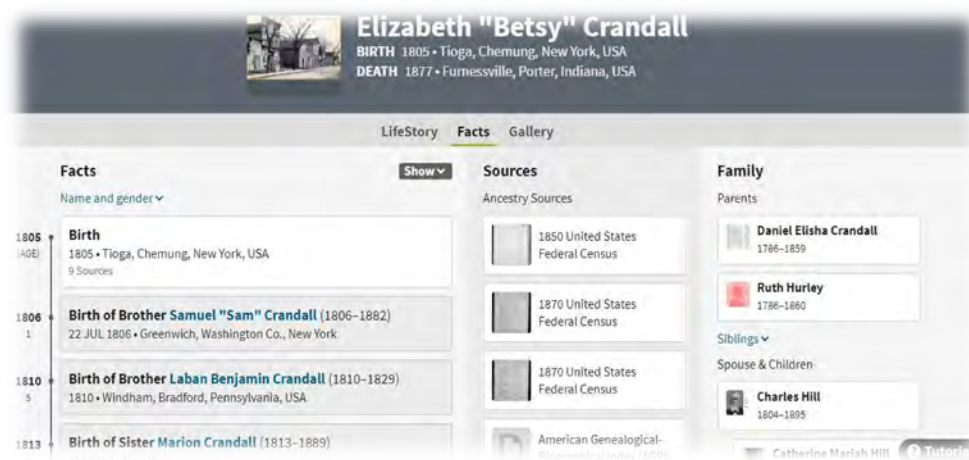 Elizabeth "Betsy" Crandall
BIRTH 1805 • Tioga, Chemung, New York, USA
DEATH 1877 • Furnessville, Porter, Indiana, USA
LifeStory Facts Gallery
Facts
Show
Name and gender
1805
(AGE)
Birth
1805 • Tioga, Chemung, New York, USA
9 Sources
1806
1
Birth of Brother Samuel "Sam" Crandall (1806–1882)
22 JUL 1806 • Greenwich, Washington Co., New York
1810
5
Birth of Brother Laban Benjamin Crandall (1810–1829)
1810 • Windham, Bradford, Pennsylvania, USA
1813
Birth of Sister Marion Crandall (1813–1889)
Sources
Ancestry Sources
1850 United States
Federal Census
1870 United States
Federal Census
1870 United States
Federal Census
American Genealogical-
Biographical Index (AGBI)
Family
Parents
Daniel Elisha Crandall
1786–1859
Ruth Hurley
1786–1860
Siblings
Spouse & Children
Charles Hill
1804–1895
Catherine Mariah Hill